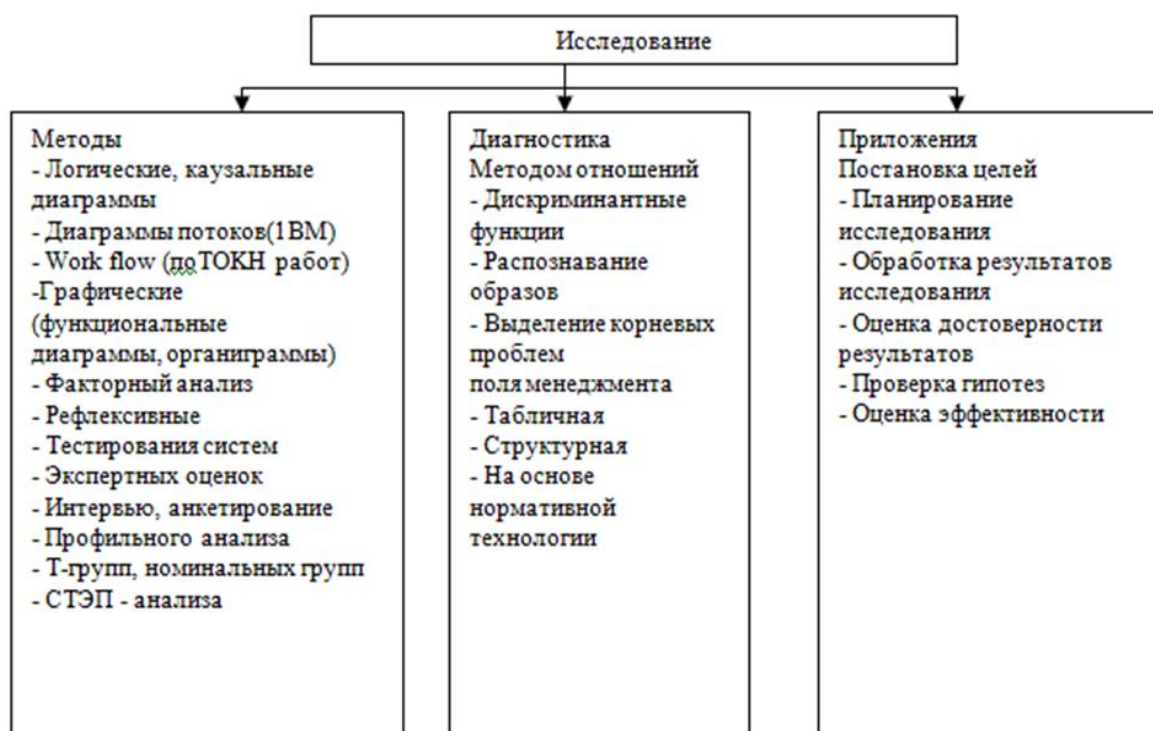 Исследование
Методы
- Логические, каузальные
диаграммы
- Диаграммы потоков(1ВМ)
- Work flow (поТОКН работ)
-Графические
(функциональные
диаграммы, органиграммы)
- Факторный анализ
- Рефлексивные
- Тестирования систем
- Экспертных оценок
- Интервью, анкетирование
- Профильного анализа
- Т-групп, номинальных групп
- СТЭП - анализа
Диагностика
Методом отношений
- Дискриминантные
функции
- Распознавание
образов
- Выделение корневых
проблем
поля менеджмента
- Табличная
- Структурная
- На основе
нормативной
технологии
Приложения
Постановка целей
- Планирование
исследования
- Обработка результатов
исследования
- Оценка достоверности
результатов
- Проверка гипотез
- Оценка эффективности